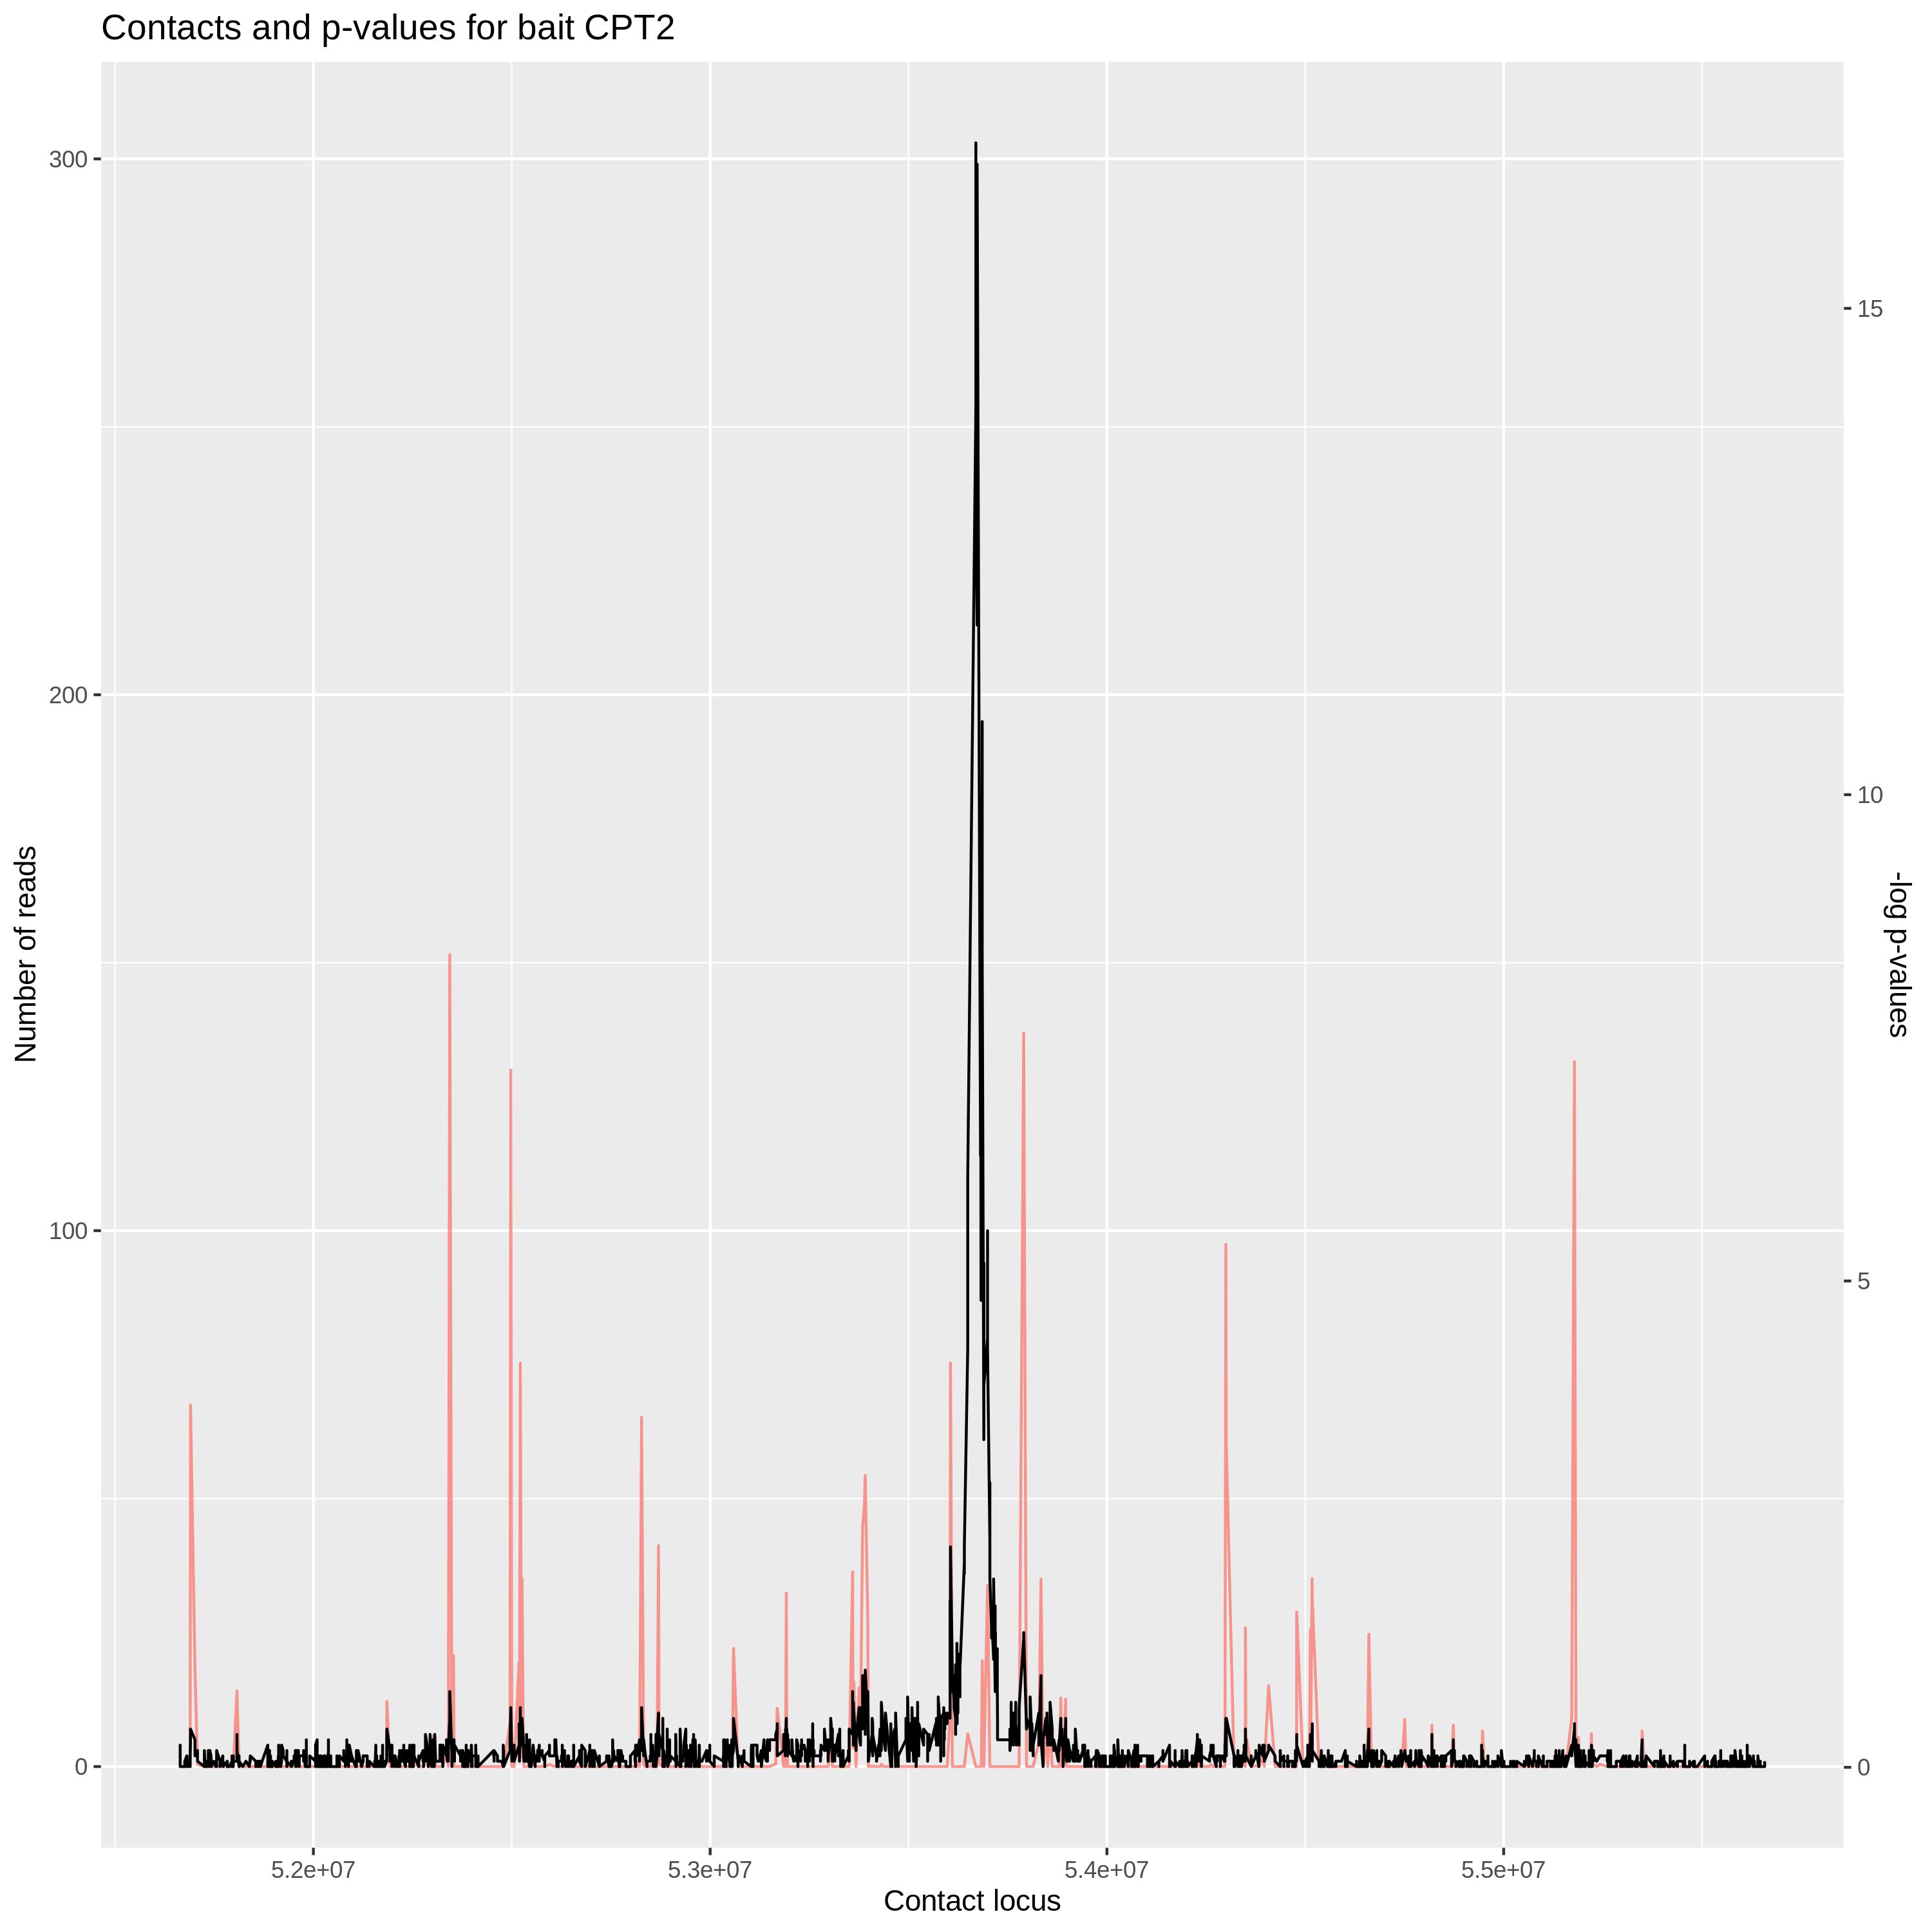 Contacts and p-values for bait CPT2
300
200
100
0
Number of reads
15
10
5
0
-log p-values
5.2e+07 5.3e+07 5.4e+07 5.5e+07
Contact locus